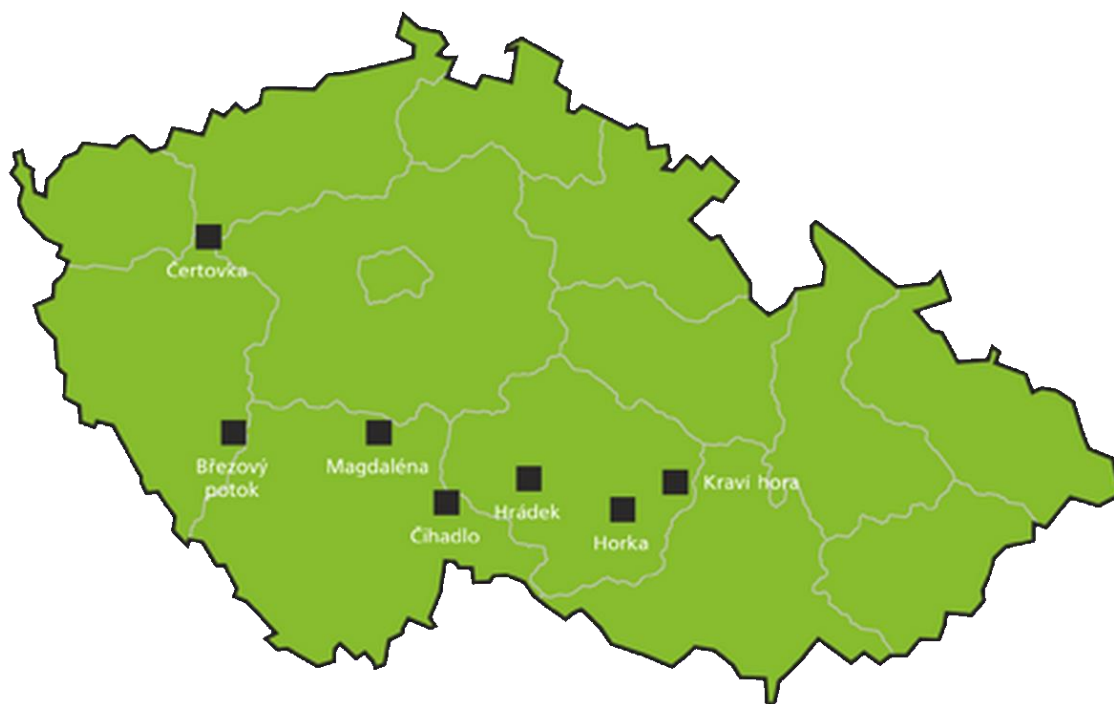 Čertovka
Březový
potok
Magdaléna
Čihadlo
Hrádek
Horka
Kraví hora